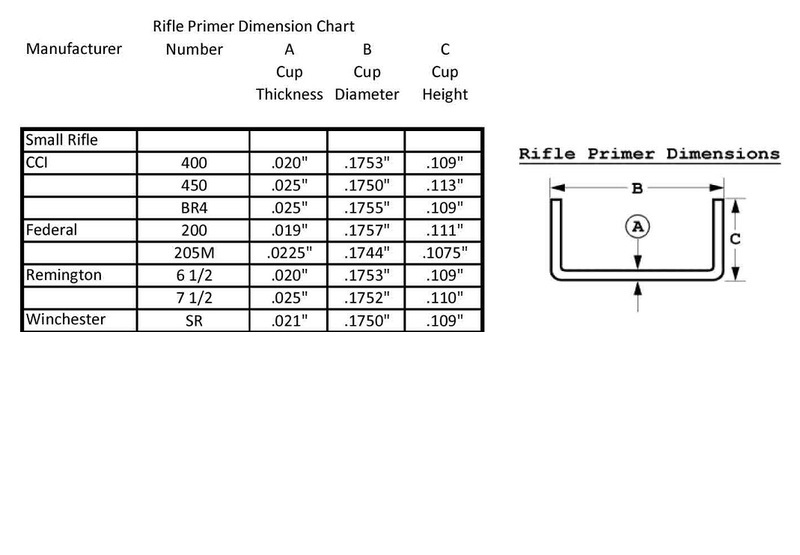 Rifle Primer Dimension Chart
Manufacturer Number A B C
Cup Cup Cup
Thickness Diameter Height
Small Rifle
CCI 400 .020" .1753" .109"
450 .025" .1750" .113"
BR4 .025" .1755" .109"
Federal 200 .019" .1757" .111"
205M .0225" .1744" .1075"
Remington 6 1/2 .020" .1753" .109"
7 1/2 .025" .1752" .110"
Winchester SR .021" .1750" .109"
Rifle Primer Dimensions
B
A
C